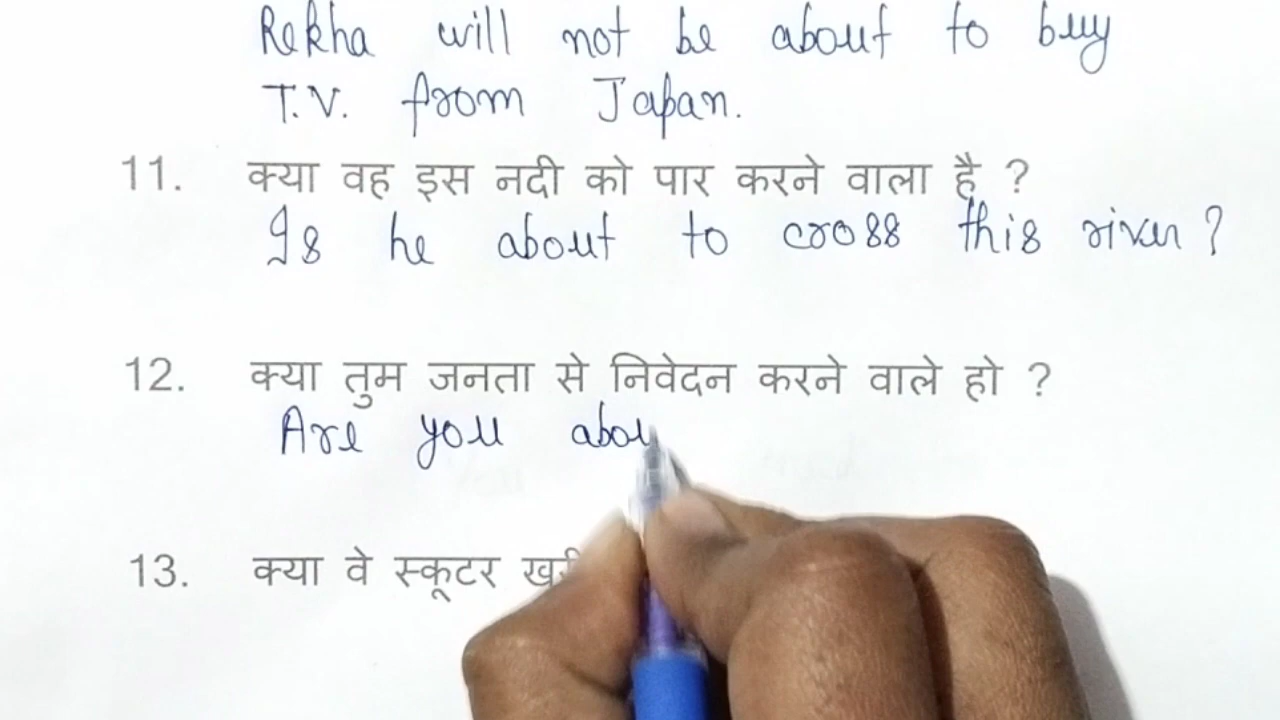 Rekha will not be about to buy
T.V. from Japan.
11. क्या वह इस नदी को पार करने वाला है ?
Is he about to cross this river ?
12. क्या तुम जनता से निवेदन करने वाले हो ?
Are you abou
13. क्या वे स्कूटर